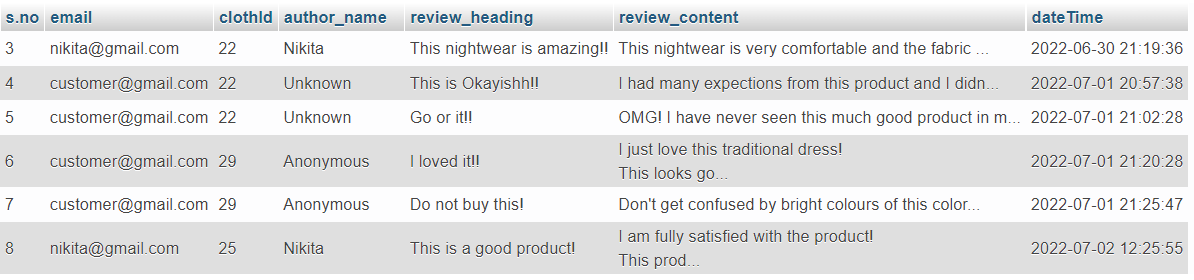 s.no email clothId author_name review_heading review_content dateTime
3 nikita@gmail.com 22 Nikita This nightwear is amazing!! This nightwear is very comfortable and the fabric ... 2022-06-30 21:19:36
4 customer@gmail.com 22 Unknown This is Okayishh!! I had many expections from this product and I didn... 2022-07-01 20:57:38
5 customer@gmail.com 22 Unknown Go or it!! OMG! I have never seen this much good product in m... 2022-07-01 21:02:28
6 customer@gmail.com 29 Anonymous I loved it!! I just love this traditional dress!
This looks go... 2022-07-01 21:20:28
7 customer@gmail.com 29 Anonymous Do not buy this! Don't get confused by bright colours of this color... 2022-07-01 21:25:47
8 nikita@gmail.com 25 Nikita This is a good product! I am fully satisfied with the product!
This prod... 2022-07-02 12:25:55